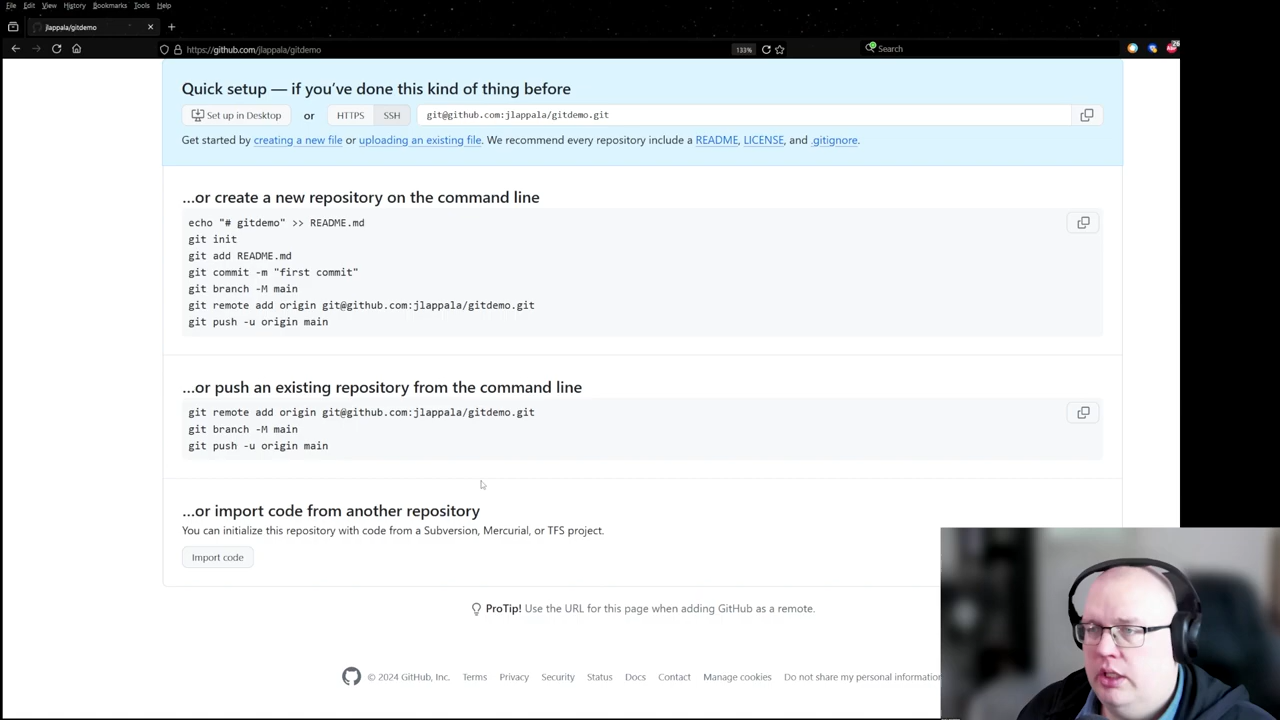 File Edit View History Bookmarks Tools Help
jlappala/gitdemo
https://github.com/jlappala/gitdemo
133%
Search
Quick setup — if you've done this kind of thing before
Set up in Desktop or HTTPS SSH git@github.com:jlappala/gitdemo.git
Get started by creating a new file or uploading an existing file. We recommend every repository include a README, LICENSE, and .gitignore.
...or create a new repository on the command line
echo "# gitdemo" >> README.md
git init
git add README.md
git commit -m "first commit"
git branch -M main
git remote add origin git@github.com:jlappala/gitdemo.git
git push -u origin main
...or push an existing repository from the command line
git remote add origin git@github.com:jlappala/gitdemo.git
git branch -M main
git push -u origin main
...or import code from another repository
You can initialize this repository with code from a Subversion, Mercurial, or TFS project.
Import code
ProTip! Use the URL for this page when adding GitHub as a remote.
© 2024 GitHub, Inc. Terms Privacy Security Status Docs Contact Manage cookies Do not share my personal information